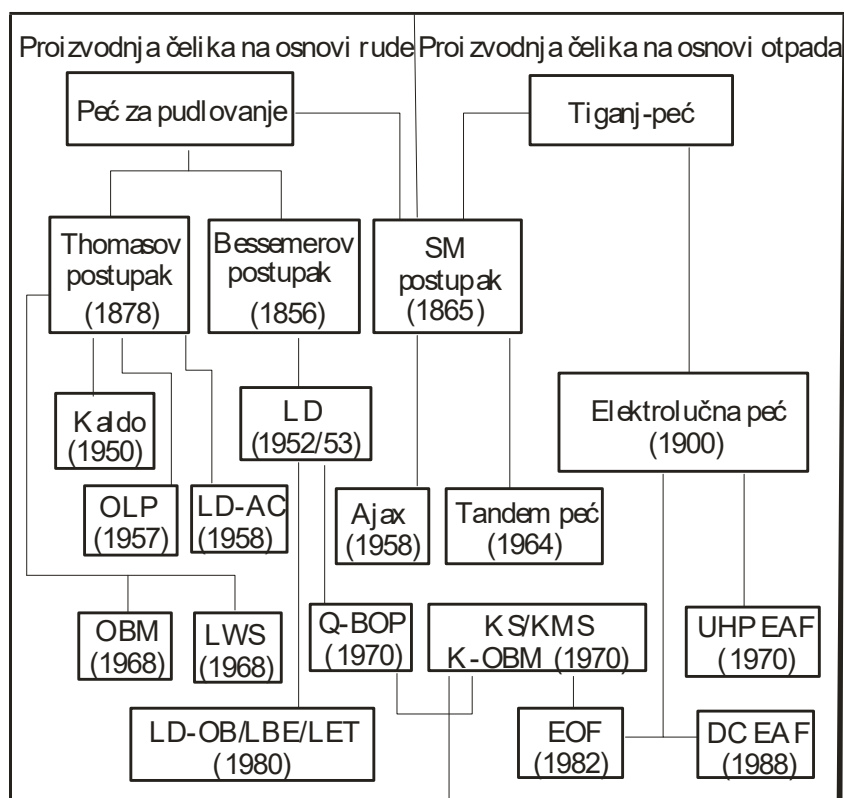 Proizvodnja čelika na osnovi rude
Proizvodnja čelika na osnovi otpada
Peć za pudlovanje
Tiganj-peć
Thomasov
postupak
(1878)
Bessemerov
postupak
(1856)
SM
postupak
(1865)
Kaldo
(1950)
LD
(1952/53)
Elektrolučna peć
(1900)
OLP
(1957)
LD-AC
(1958)
Ajax
(1958)
Tandem peć
(1964)
OBM
(1968)
LWS
(1968)
Q-BOP
(1970)
KS/KMS
K-OBM (1970)
UHP EAF
(1970)
LD-OB/LBE/LET
(1980)
EOF
(1982)
DC EAF
(1988)